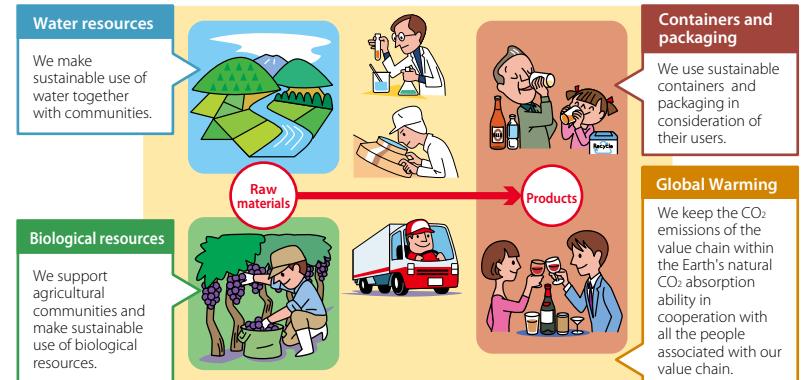 Water resources
We make
sustainable use of
water together
with communities.
Biological resources
We support
agricultural
communities and
make sustainable
use of biological
resources.
Raw
materials
Products
Recycle
Containers and
packaging
We use sustainable
containers and
packaging in
consideration of
their users.
Global Warming
We keep the CO₂
emissions of the
value chain within
the Earth's natural
CO₂ absorption
ability in
cooperation with
all the people
associated with our
value chain.